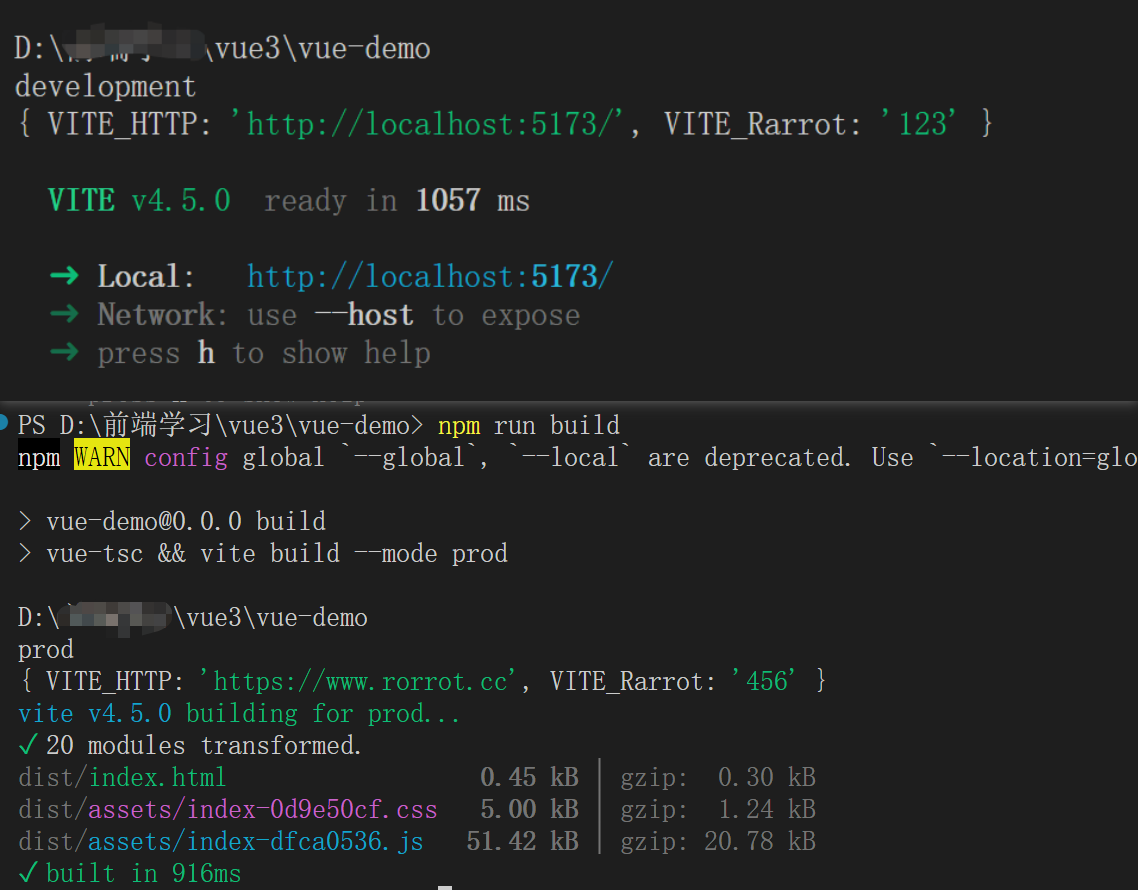 D:\ \vue3\vue-demo
development
{ VITE_HTTP: 'http://localhost:5173/', VITE_Rarrot: '123' }
VITE v4.5.0 ready in 1057 ms
➜ Local: http://localhost:5173/
➜ Network: use --host to expose
➜ press h to show help
PS D:\前端学习\vue3\vue-demo> npm run build
npm WARN config global `--global`, `--local` are deprecated. Use `--location=glo
> vue-demo@0.0.0 build
> vue-tsc && vite build --mode prod
D:\ \vue3\vue-demo
prod
{ VITE_HTTP: 'https://www.rorrot.cc', VITE_Rarrot: '456' }
vite v4.5.0 building for prod...
✓ 20 modules transformed.
dist/index.html 0.45 kB │ gzip: 0.30 kB
dist/assets/index-0d9e50cf.css 5.00 kB │ gzip: 1.24 kB
dist/assets/index-dfca0536.js 51.42 kB │ gzip: 20.78 kB
✓ built in 916ms